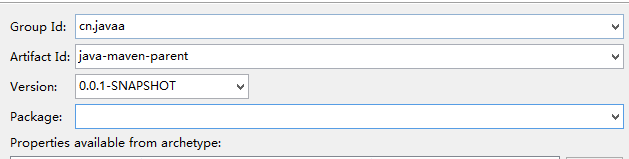 Group Id: cn.javaa
Artifact Id: java-maven-parent
Version: 0.0.1-SNAPSHOT
Package:
Properties available from archetype: